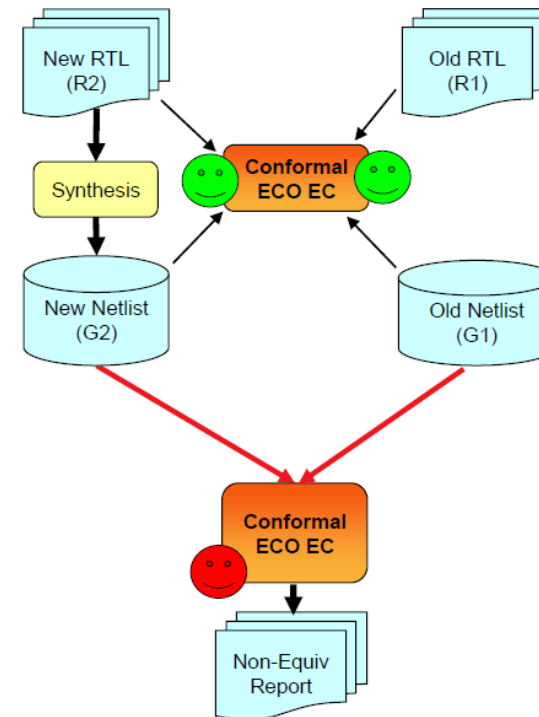 New RTL
(R2)
Old RTL
(R1)
Conformal
ECO EC
Synthesis
New Netlist
(G2)
Old Netlist
(G1)
Conformal
ECO EC
Non-Equiv
Report